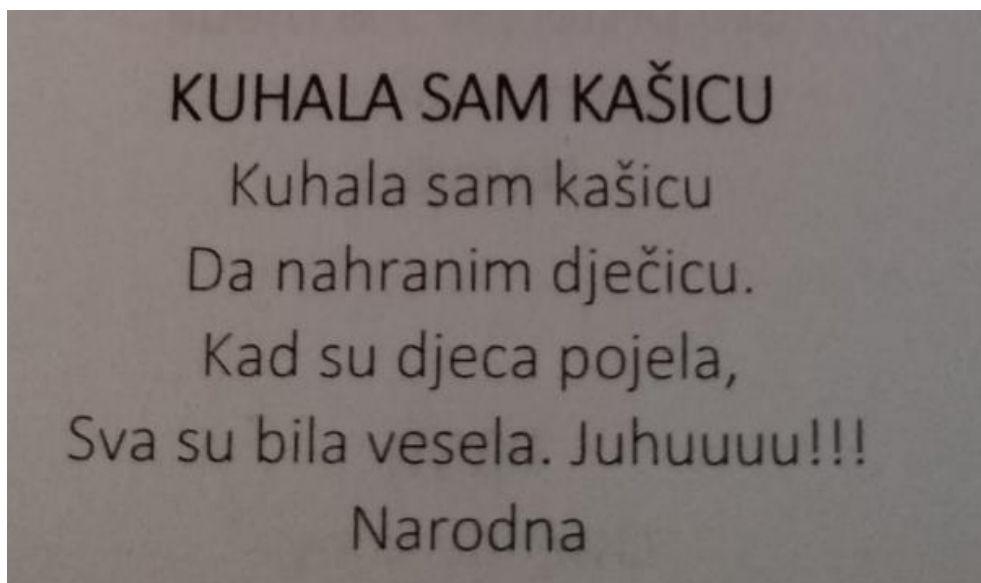 KUHALA SAM KAŠICU
Kuhala sam kašicu
Da nahranim dječicu.
Kad su djeca pojela,
Sva su bila vesela. Juhuuuu!!!
Narodna